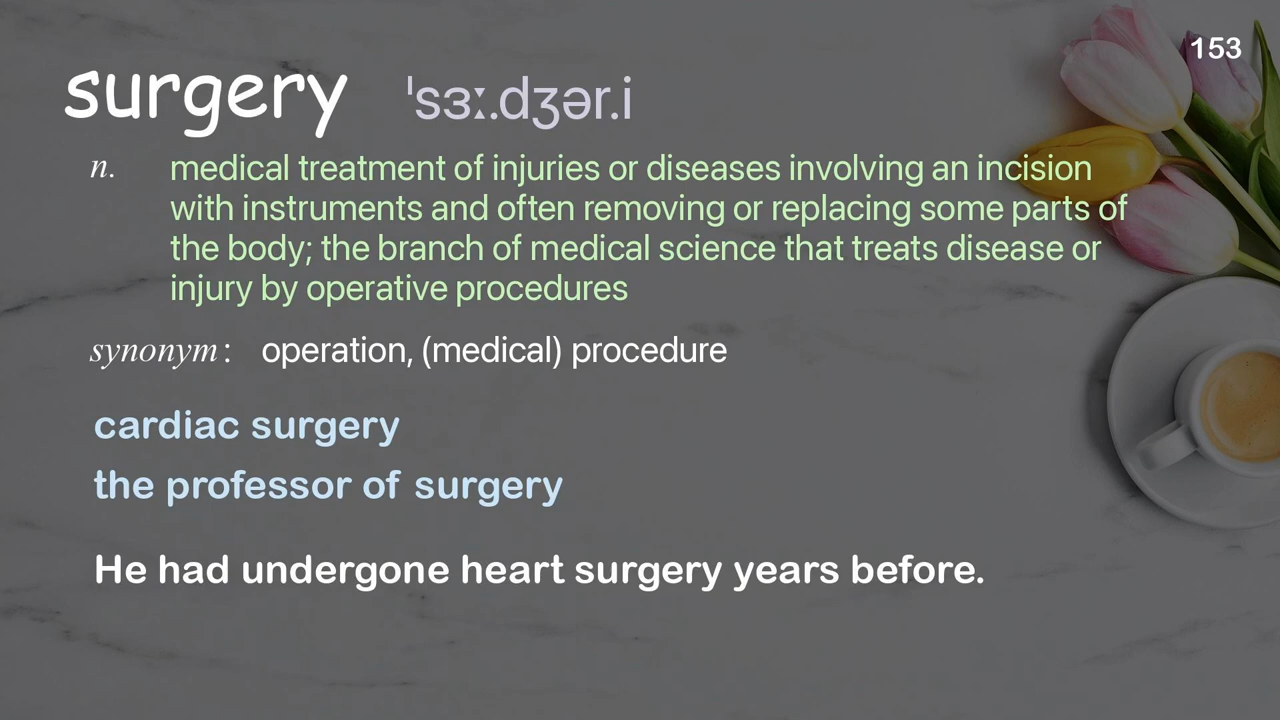 153
surgery ˈsɜː.dʒər.i
n. medical treatment of injuries or diseases involving an incision
with instruments and often removing or replacing some parts of
the body; the branch of medical science that treats disease or
injury by operative procedures
synonym : operation, (medical) procedure
cardiac surgery
the professor of surgery
He had undergone heart surgery years before.